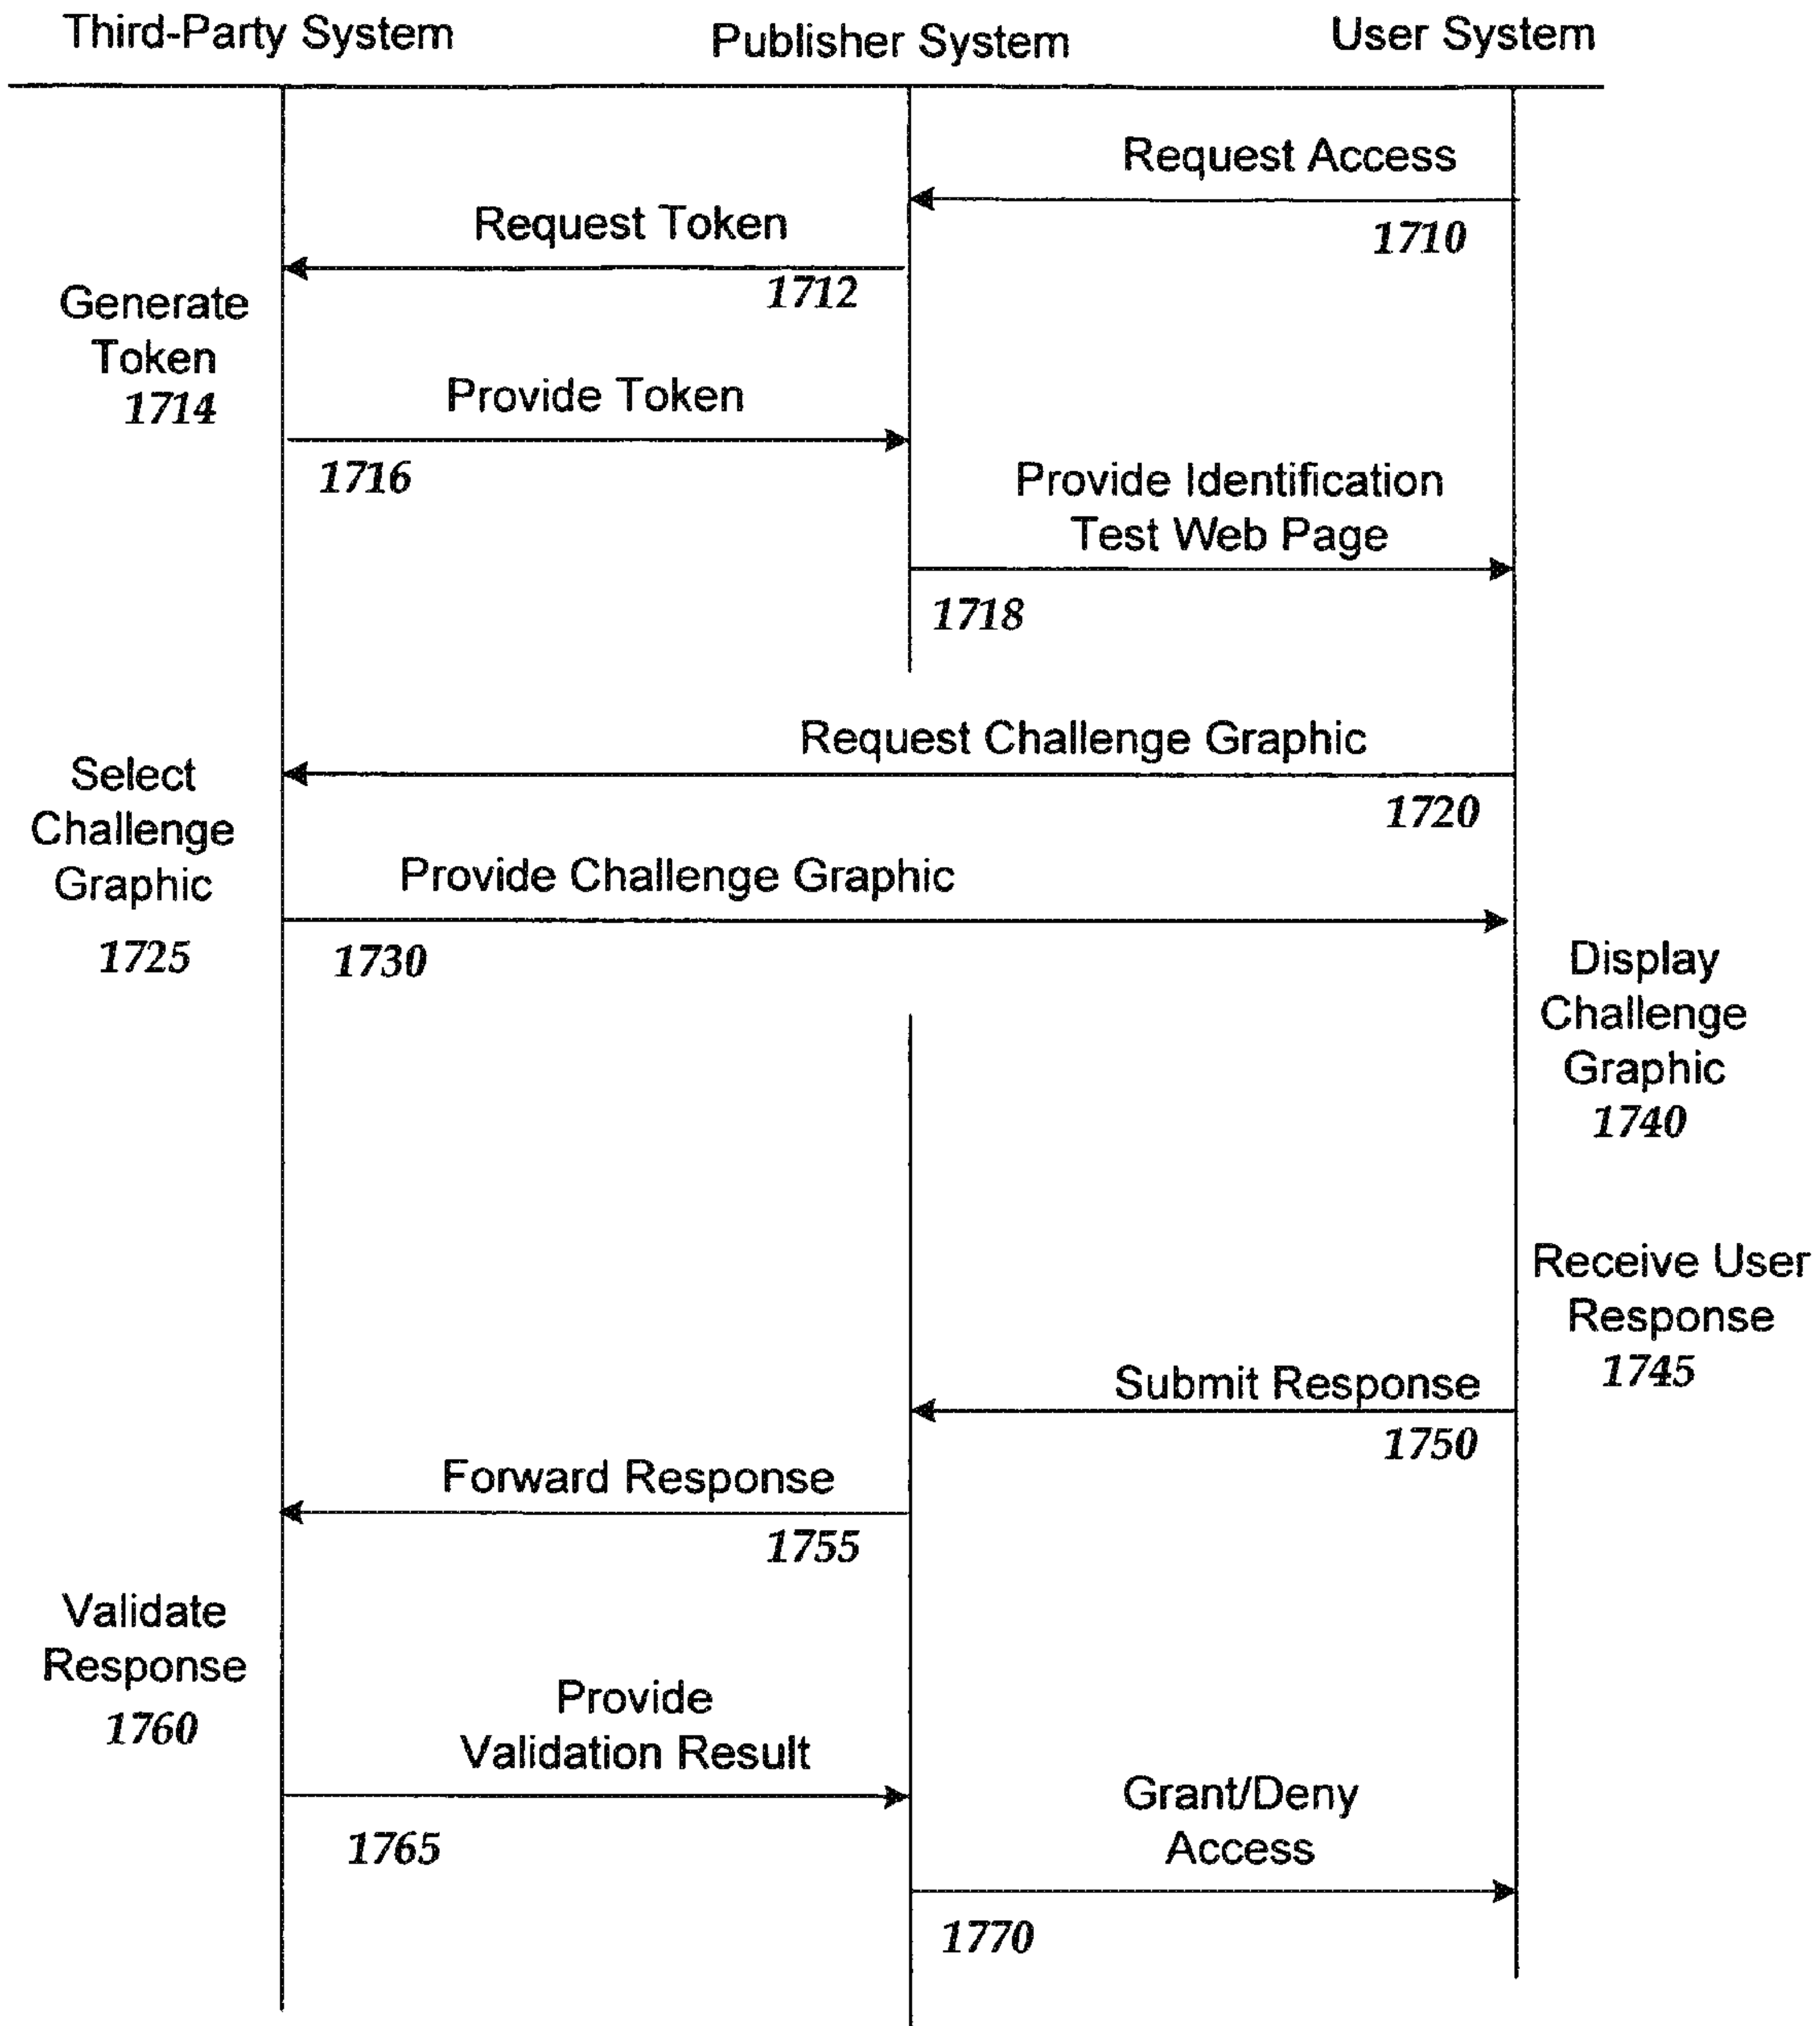 Third-Party System
Publisher System
User System
Request Access
1710
Request Token
1712
Generate
Token
1714
Provide Token
1716
Provide Identification
Test Web Page
1718
Request Challenge Graphic
1720
Select
Challenge
Graphic
1725
Provide Challenge Graphic
1730
Display
Challenge
Graphic
1740
Receive User
Response
1745
Submit Response
1750
Forward Response
1755
Validate
Response
1760
Provide
Validation Result
1765
Grant/Deny
Access
1770